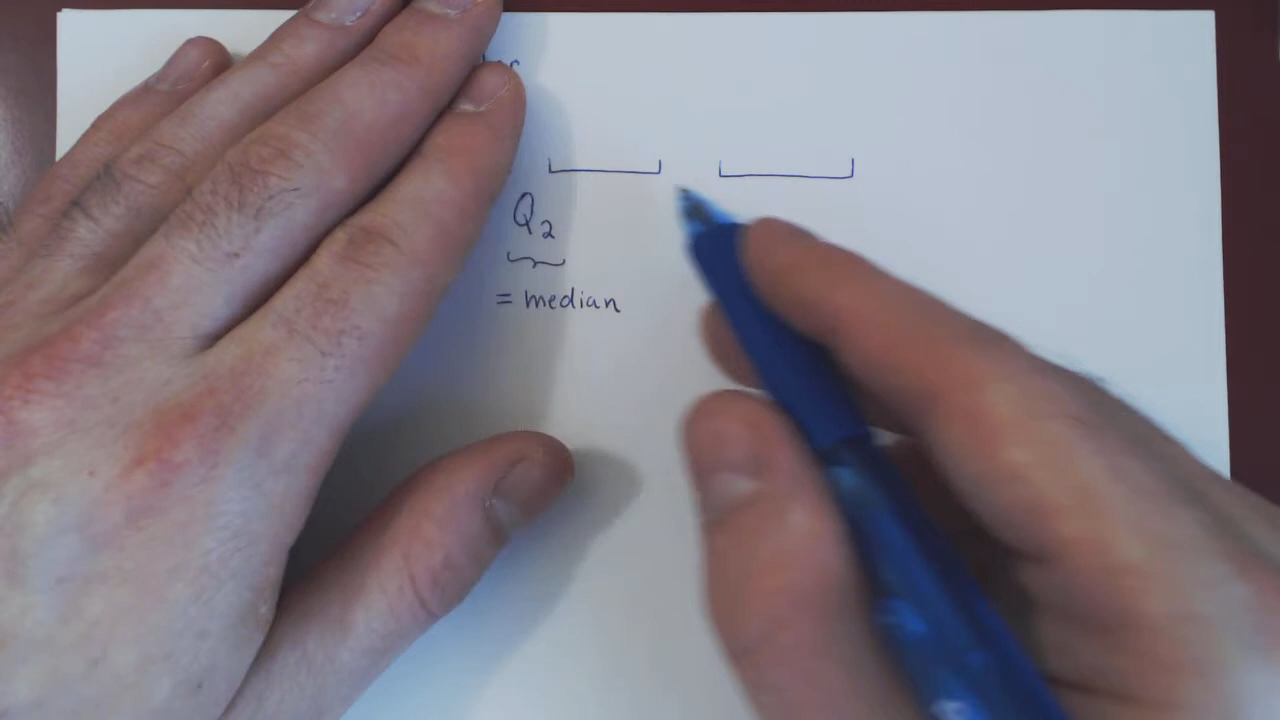 Q₂
= median